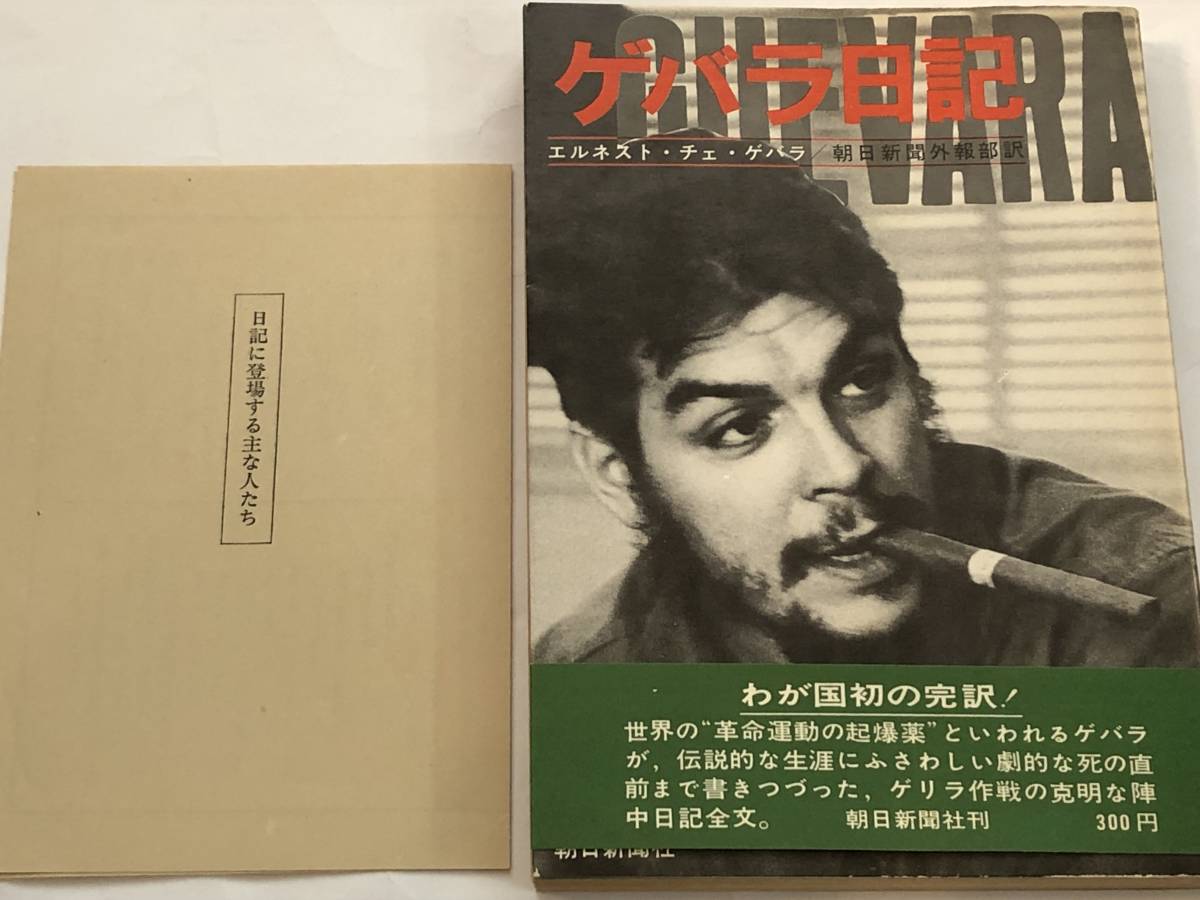 日記に登場する主な人たち
GUEVARA
ゲバラ日記
エルネスト・チェ・ゲバラ／朝日新聞外報部訳
わが国初の完訳！
世界の“革命運動の起爆薬”といわれるゲバラ
が，伝説的な生涯にふさわしい劇的な死の直
前まで書きつづった，ゲリラ作戦の克明な陣
中日記全文。 朝日新聞社刊 300円
朝日新聞社